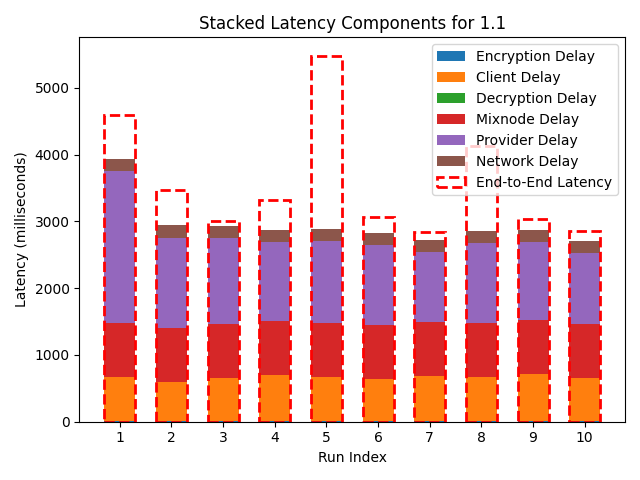 Stacked Latency Components for 1.1
Encryption Delay
Client Delay
Decryption Delay
Mixnode Delay
Provider Delay
Network Delay
End-to-End Latency
Latency (milliseconds)
5000
4000
3000
2000
1000
0
1 2 3 4 5 6 7 8 9 10
Run Index